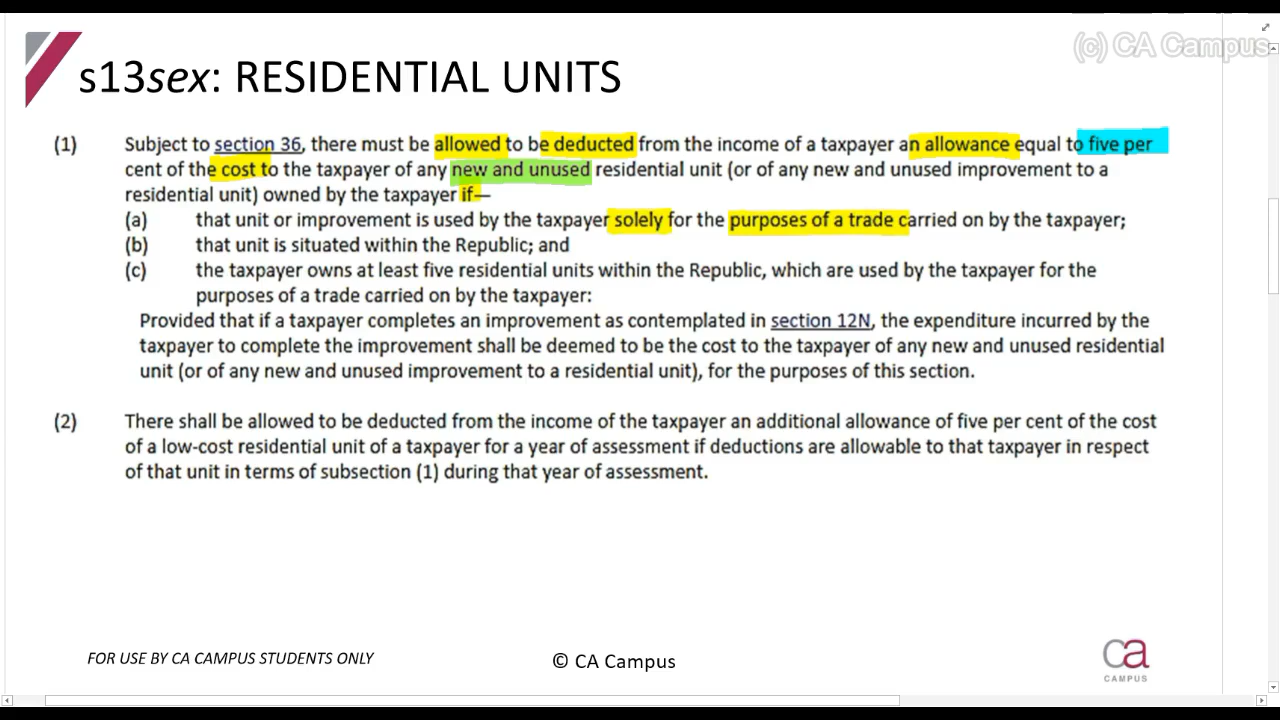 (c) CA Campus
s13sex: RESIDENTIAL UNITS
(1) Subject to section 36, there must be allowed to be deducted from the income of a taxpayer an allowance equal to five per
cent of the cost to the taxpayer of any new and unused residential unit (or of any new and unused improvement to a
residential unit) owned by the taxpayer if—
(a) that unit or improvement is used by the taxpayer solely for the purposes of a trade carried on by the taxpayer;
(b) that unit is situated within the Republic; and
(c) the taxpayer owns at least five residential units within the Republic, which are used by the taxpayer for the
purposes of a trade carried on by the taxpayer:
Provided that if a taxpayer completes an improvement as contemplated in section 12N, the expenditure incurred by the
taxpayer to complete the improvement shall be deemed to be the cost to the taxpayer of any new and unused residential
unit (or of any new and unused improvement to a residential unit), for the purposes of this section.
(2) There shall be allowed to be deducted from the income of the taxpayer an additional allowance of five per cent of the cost
of a low-cost residential unit of a taxpayer for a year of assessment if deductions are allowable to that taxpayer in respect
of that unit in terms of subsection (1) during that year of assessment.
FOR USE BY CA CAMPUS STUDENTS ONLY
© CA Campus
ca
CAMPUS